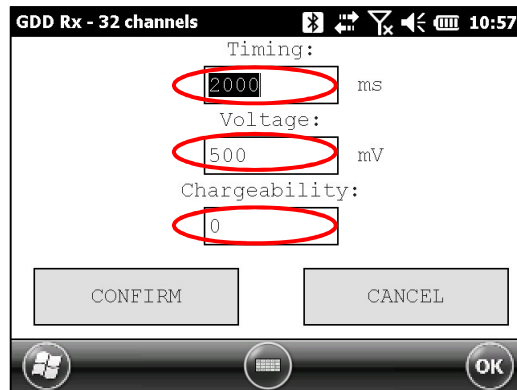 GDD Rx - 32 channels 10:57
Timing:
2000 ms
Voltage:
500 mV
Chargeability:
0
CONFIRM CANCEL
OK